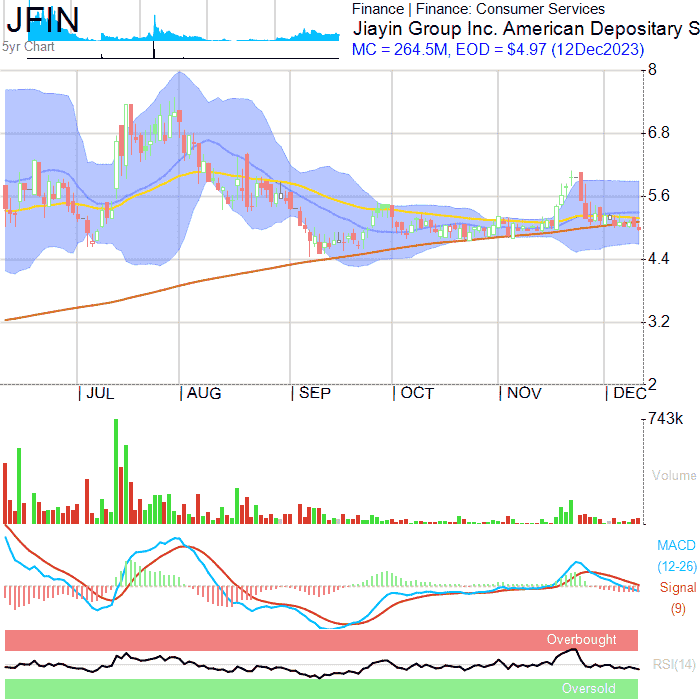 JFIN
5yr Chart
Finance | Finance: Consumer Services
Jiayin Group Inc. American Depositary S
MC = 264.5M, EOD = $4.97 (12Dec2023)
8
6.8
5.6
4.4
3.2
2
| JUL | AUG | SEP | OCT | NOV | DEC
743k
Volume
MACD
(12-26)
Signal
(9)
Overbought
RSI(14)
Oversold